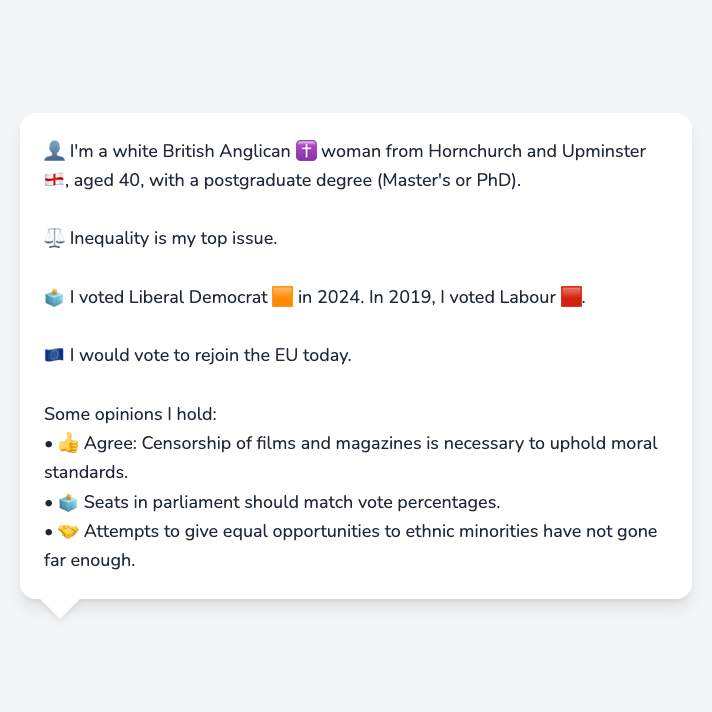 👤 I'm a white British Anglican ✝️ woman from Hornchurch and Upminster
🏴󠁧󠁢󠁥󠁮󠁧󠁿, aged 40, with a postgraduate degree (Master's or PhD).
⚖️ Inequality is my top issue.
🗳️ I voted Liberal Democrat 🟧 in 2024. In 2019, I voted Labour 🟥.
🇪🇺 I would vote to rejoin the EU today.
Some opinions I hold:
• 👍 Agree: Censorship of films and magazines is necessary to uphold moral
standards.
• 🗳️ Seats in parliament should match vote percentages.
• 🤝 Attempts to give equal opportunities to ethnic minorities have not gone
far enough.